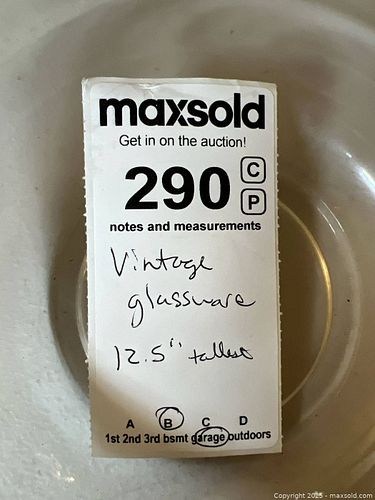 maxsold
Get in on the auction!
290 C
P
notes and measurements
Vintage
glassware
12.5" tallest
A B C D
1st 2nd 3rd bsmt garage outdoors
Copyright 2025 - maxsold.com